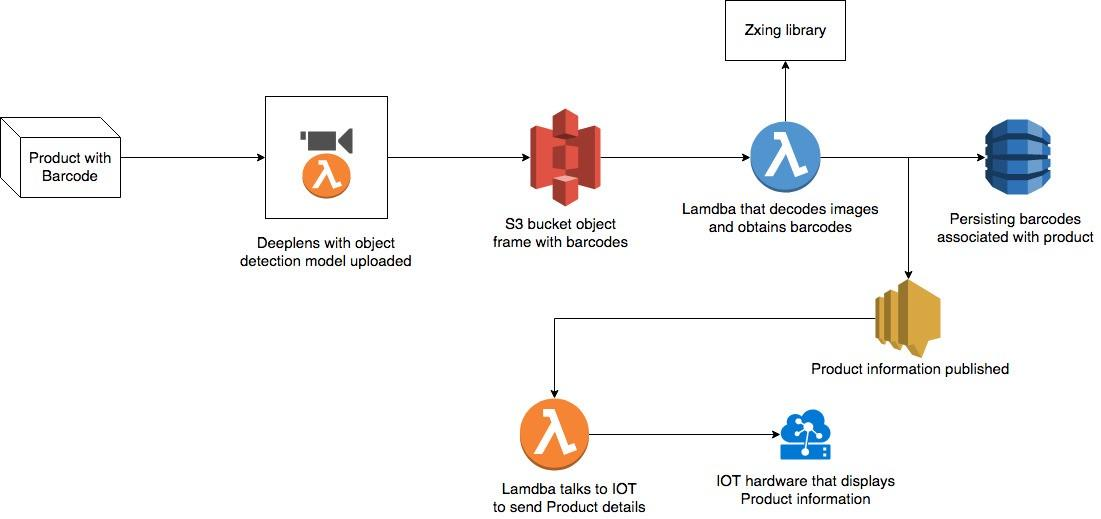 Zxing library
Product with
Barcode
Deeplens with object
detection model uploaded
S3 bucket object
frame with barcodes
Lamdba that decodes images
and obtains barcodes
Persisting barcodes
associated with product
Product information published
Lamdba talks to IOT
to send Product details
IOT hardware that displays
Product information